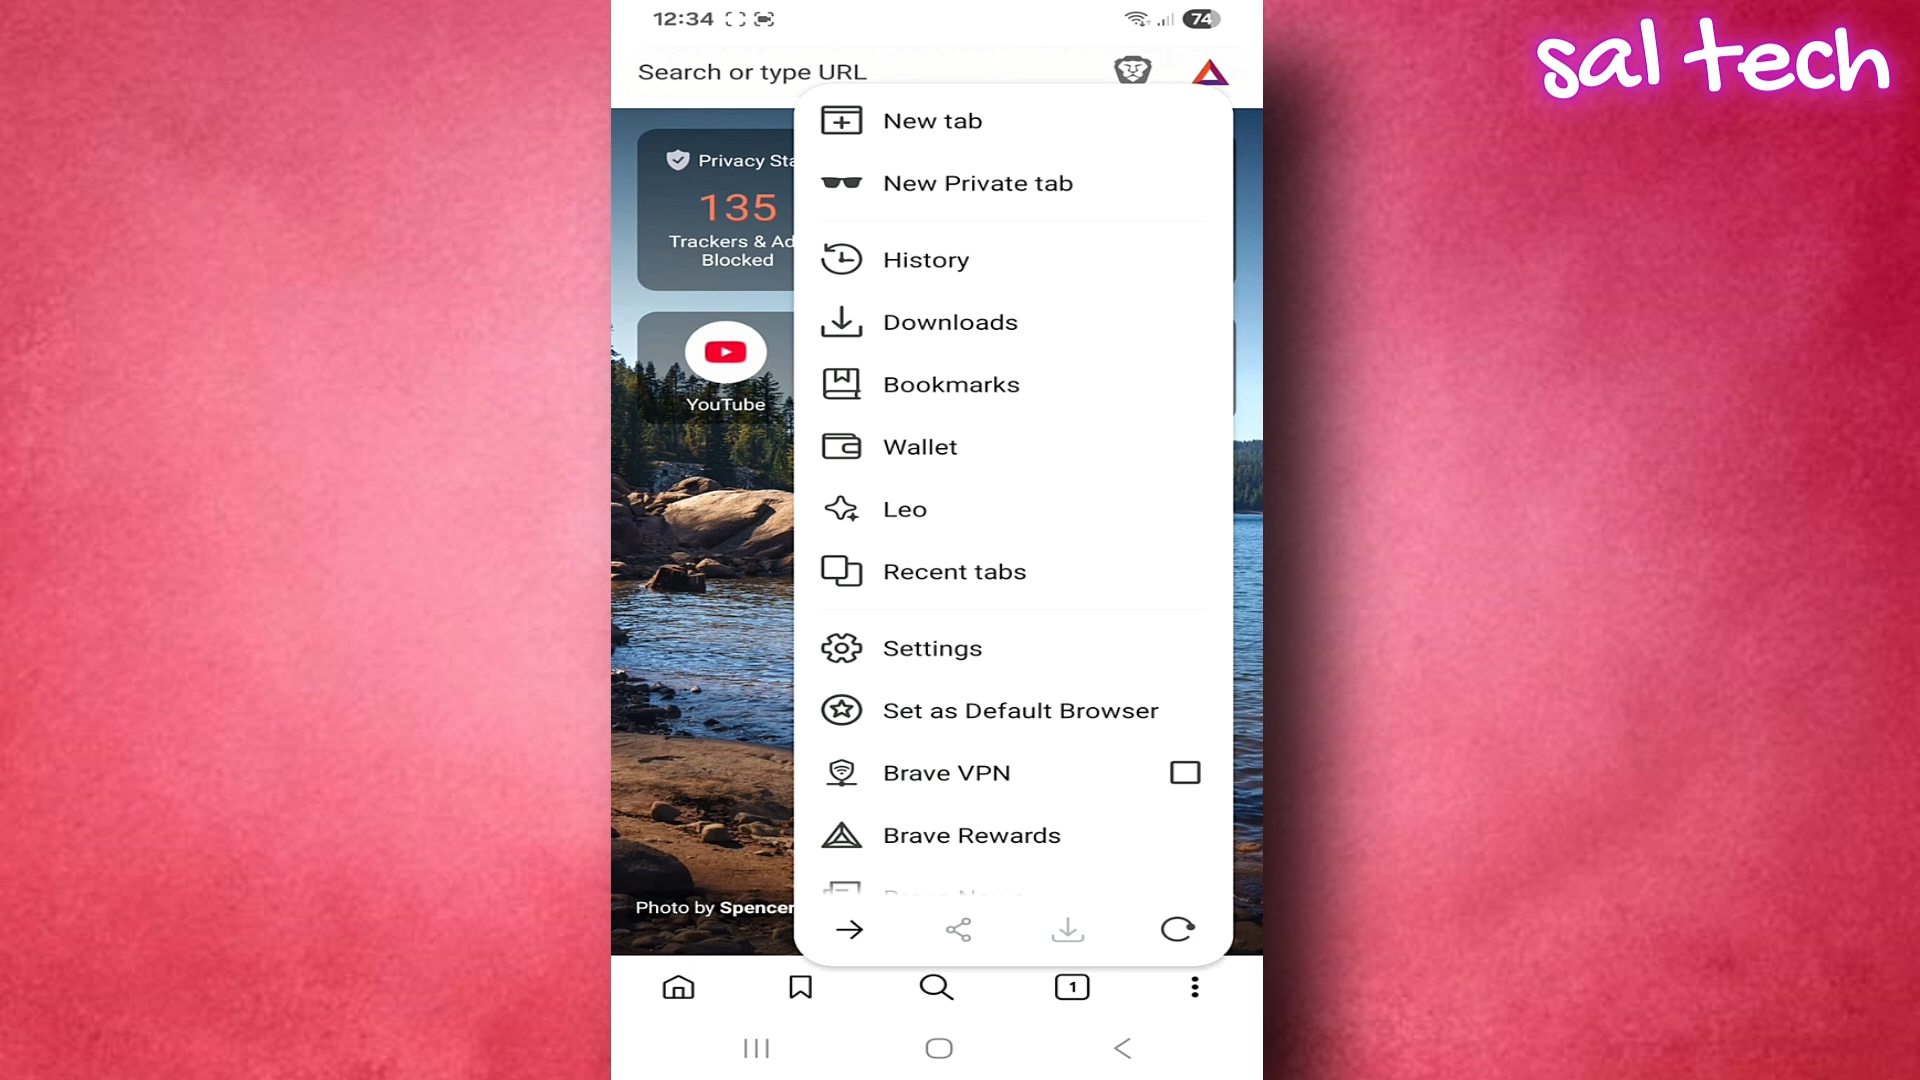 12:34
74
sal tech
Search or type URL
Privacy Sta
135
Trackers & Ad
Blocked
YouTube
New tab
New Private tab
History
Downloads
Bookmarks
Wallet
Leo
Recent tabs
Settings
Set as Default Browser
Brave VPN
Brave Rewards
Photo by Spencer
1